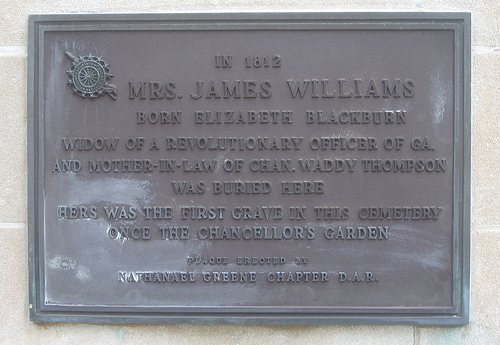 IN 1812
MRS. JAMES WILLIAMS
BORN ELIZABETH BLACKBURN
WIDOW OF A REVOLUTIONARY OFFICER OF GA.
AND MOTHER-IN-LAW OF CHAN. WADDY THOMPSON
WAS BURIED HERE
HERS WAS THE FIRST GRAVE IN THIS CEMETERY
ONCE THE CHANCELLOR'S GARDEN
PLAQUE ERECTED BY
NATHANAEL GREENE CHAPTER D.A.R.